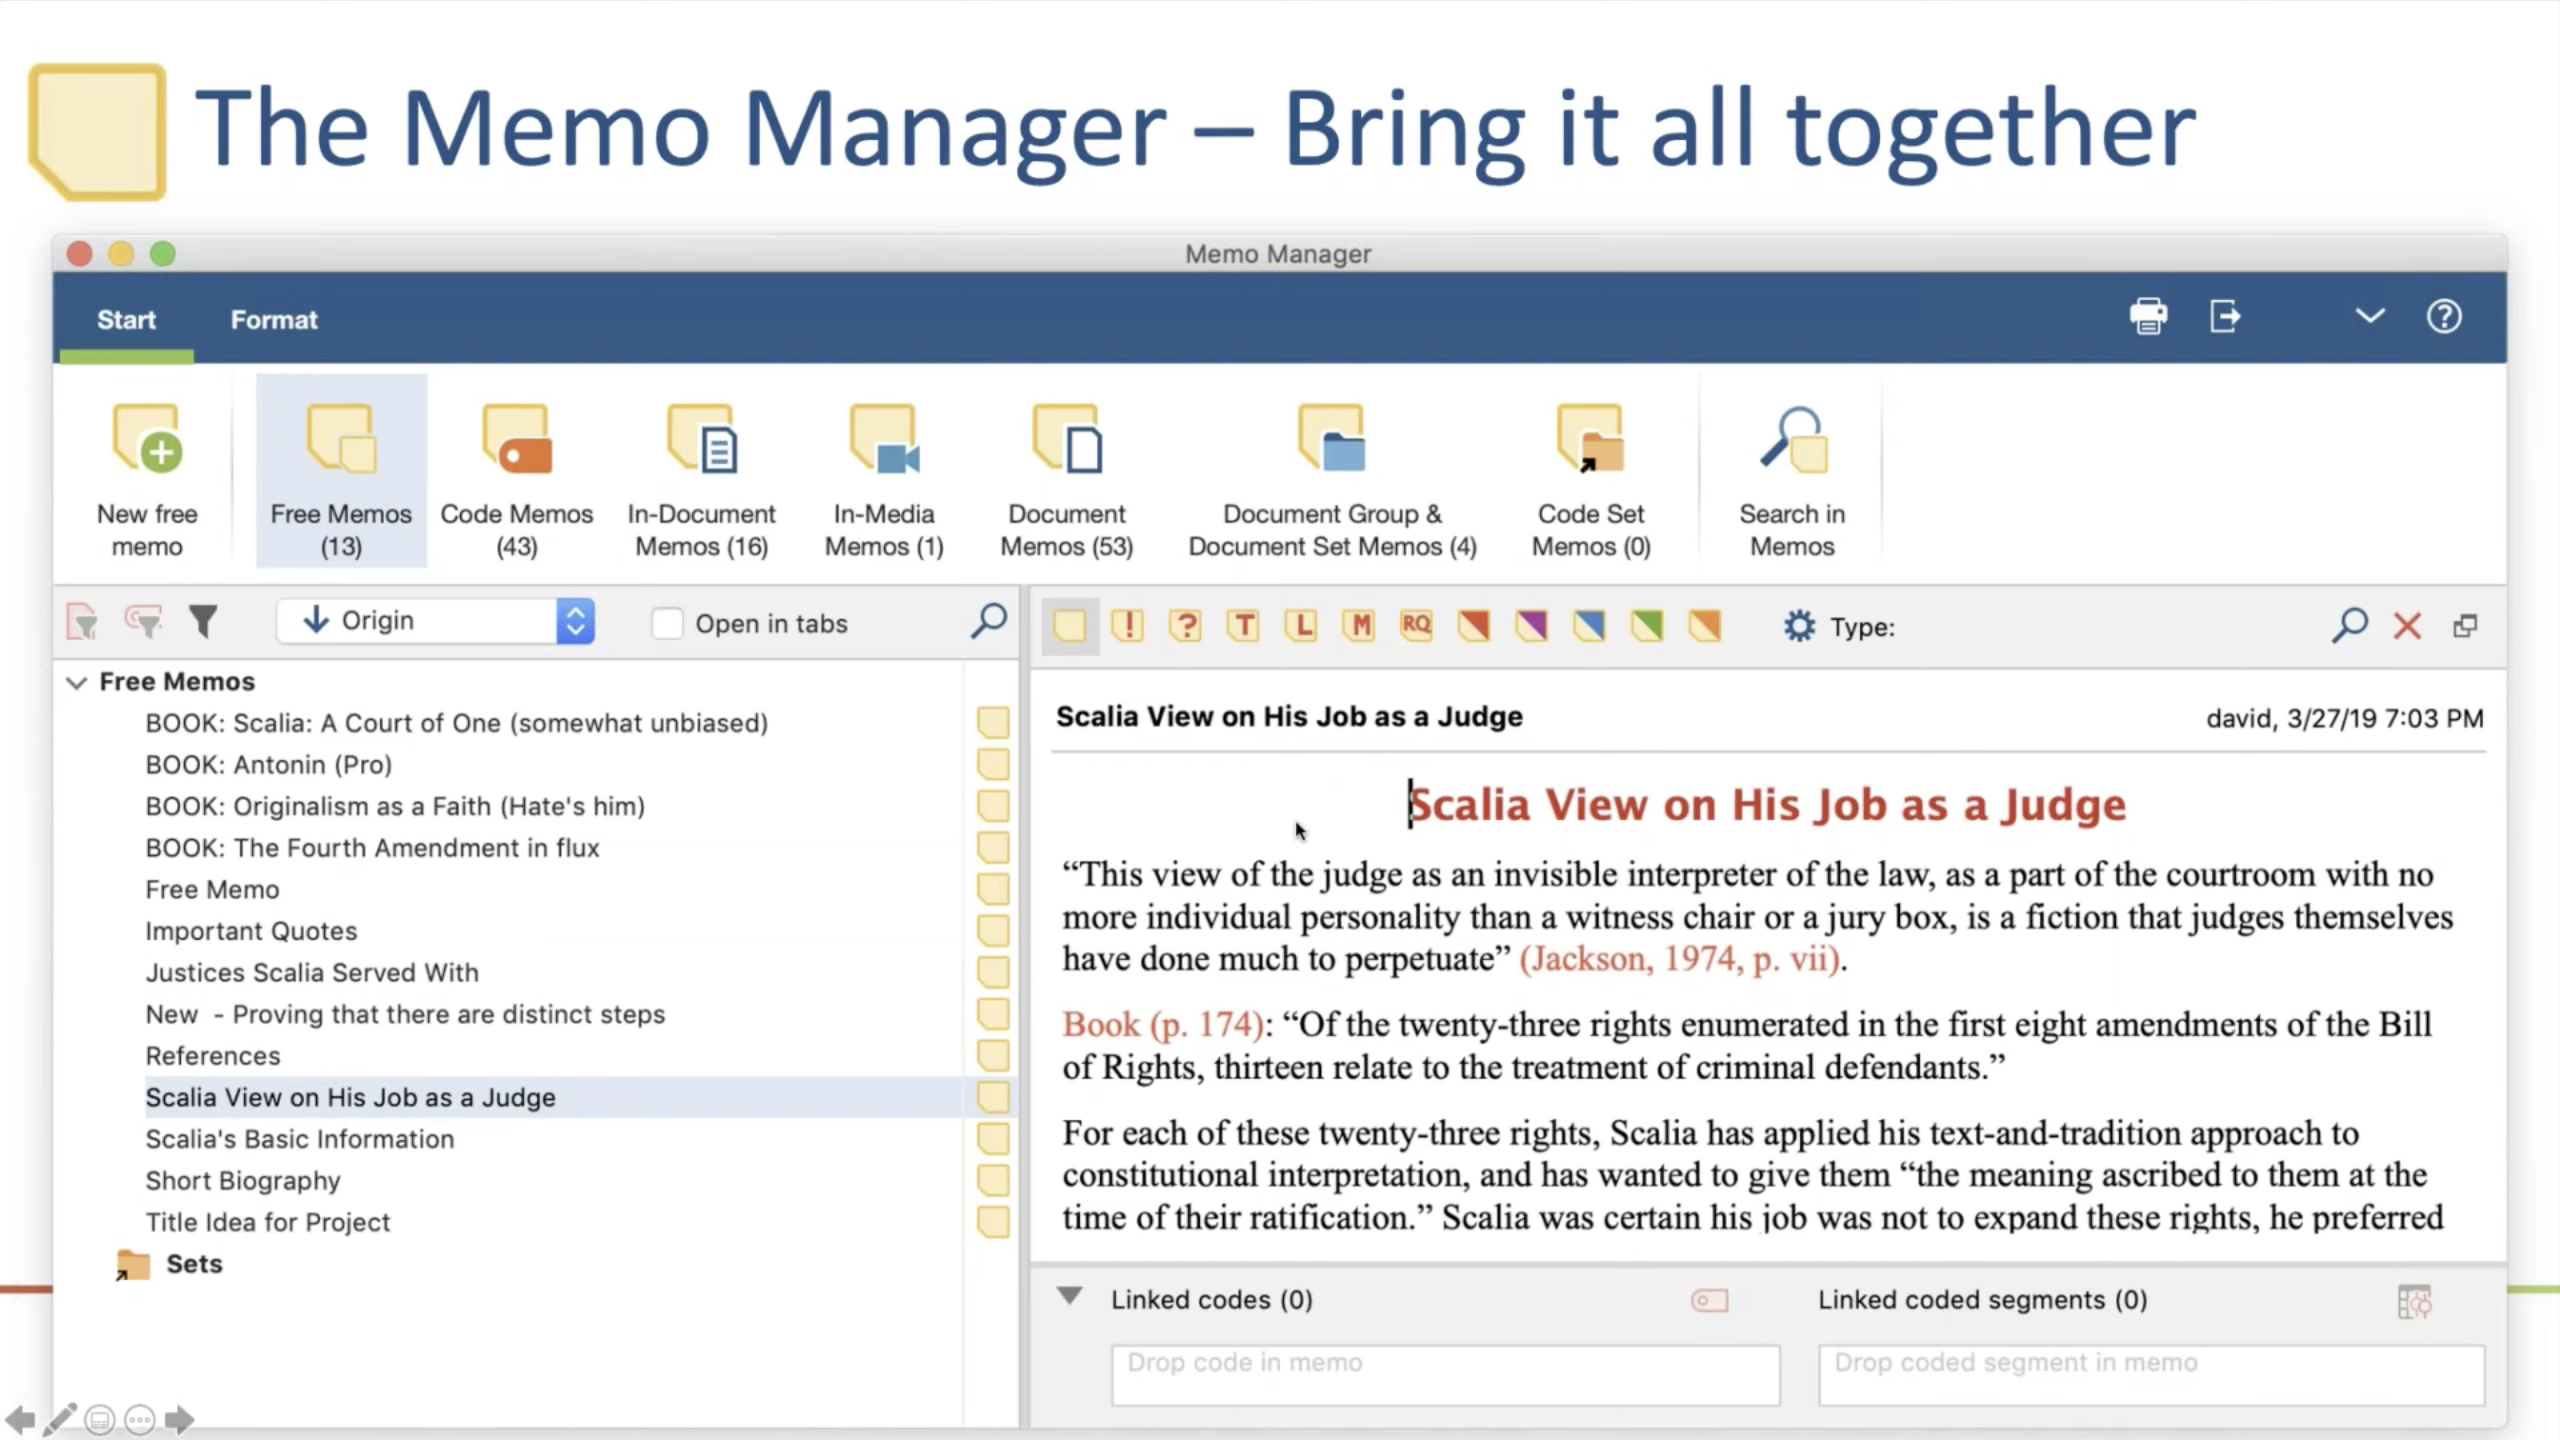 The Memo Manager – Bring it all together
Memo Manager
Start Format
New free
memo
Free Memos
(13)
Code Memos
(43)
In-Document
Memos (16)
In-Media
Memos (1)
Document
Memos (53)
Document Group &
Document Set Memos (4)
Code Set
Memos (0)
Search in
Memos
Origin
Open in tabs
! ? T L M RQ
Type:
Free Memos
BOOK: Scalia: A Court of One (somewhat unbiased)
BOOK: Antonin (Pro)
BOOK: Originalism as a Faith (Hate's him)
BOOK: The Fourth Amendment in flux
Free Memo
Important Quotes
Justices Scalia Served With
New  - Proving that there are distinct steps
References
Scalia View on His Job as a Judge
Scalia's Basic Information
Short Biography
Title Idea for Project
Sets
Scalia View on His Job as a Judge
david, 3/27/19 7:03 PM
Scalia View on His Job as a Judge
“This view of the judge as an invisible interpreter of the law, as a part of the courtroom with no
more individual personality than a witness chair or a jury box, is a fiction that judges themselves
have done much to perpetuate” (Jackson, 1974, p. vii).
Book (p. 174): “Of the twenty-three rights enumerated in the first eight amendments of the Bill
of Rights, thirteen relate to the treatment of criminal defendants.”
For each of these twenty-three rights, Scalia has applied his text-and-tradition approach to
constitutional interpretation, and has wanted to give them “the meaning ascribed to them at the
time of their ratification.” Scalia was certain his job was not to expand these rights, he preferred
Linked codes (0)
Linked coded segments (0)
Drop code in memo
Drop coded segment in memo